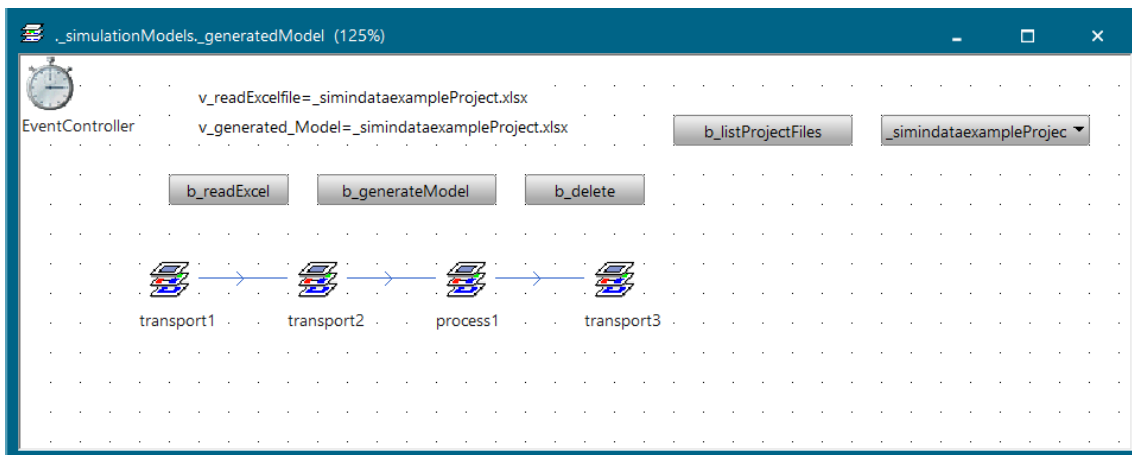 ._simulationModels._generatedModel (125%)
EventController
v_readExcelfile=_simindataexampleProject.xlsx
v_generated_Model=_simindataexampleProject.xlsx
b_listProjectFiles
_simindataexampleProjec
b_readExcel
b_generateModel
b_delete
transport1
transport2
process1
transport3